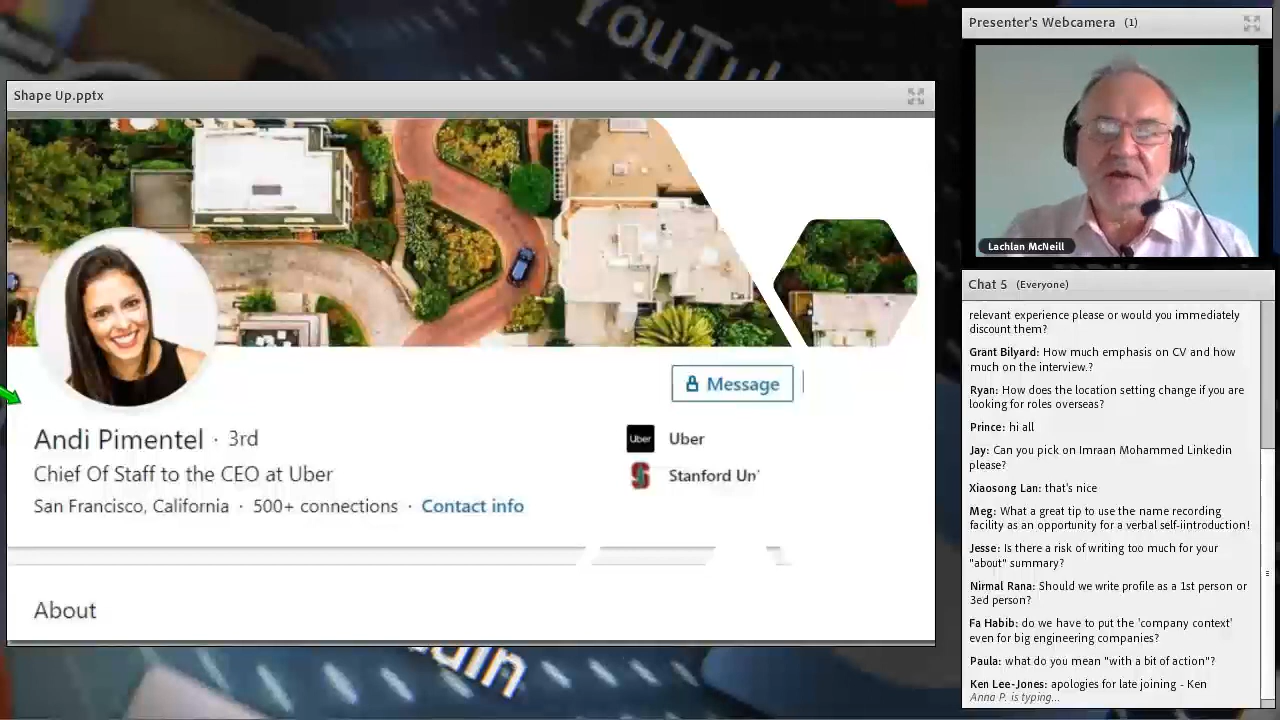 YouTu
Shape Up.pptx
Message
Uber
Andi Pimentel · 3rd
Uber
Chief Of Staff to the CEO at Uber
Stanford Un
San Francisco, California · 500+ connections · Contact info
About
din
Presenter's Webcamera (1)
Lachlan McNeill
Chat 5 (Everyone)
relevant experience please or would you immediately
discount them?
Grant Bilyard: How much emphasis on CV and how
much on the interview.?
Ryan: How does the location setting change if you are
looking for roles overseas?
Prince: hi all
Jay: Can you pick on Imraan Mohammed Linkedin
please?
Xiaosong Lan: that's nice
Meg: What a great tip to use the name recording
facility as an opportunity for a verbal self-iintroduction!
Jesse: Is there a risk of writing too much for your
"about" summary?
Nirmal Rana: Should we write profile as a 1st person or
3ed person?
Fa Habib: do we have to put the 'company context'
even for big engineering companies?
Paula: what do you mean "with a bit of action"?
Ken Lee-Jones: apologies for late joining - Ken
Anna P. is typing...